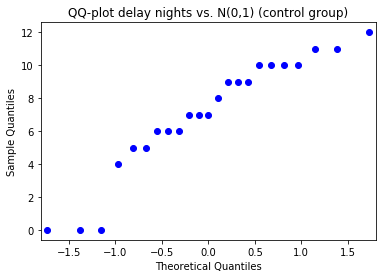 QQ-plot delay nights vs. N(0,1) (control group)
Sample Quantiles
12
10
8
6
4
2
0
−1.5 −1.0 −0.5 0.0 0.5 1.0 1.5
Theoretical Quantiles